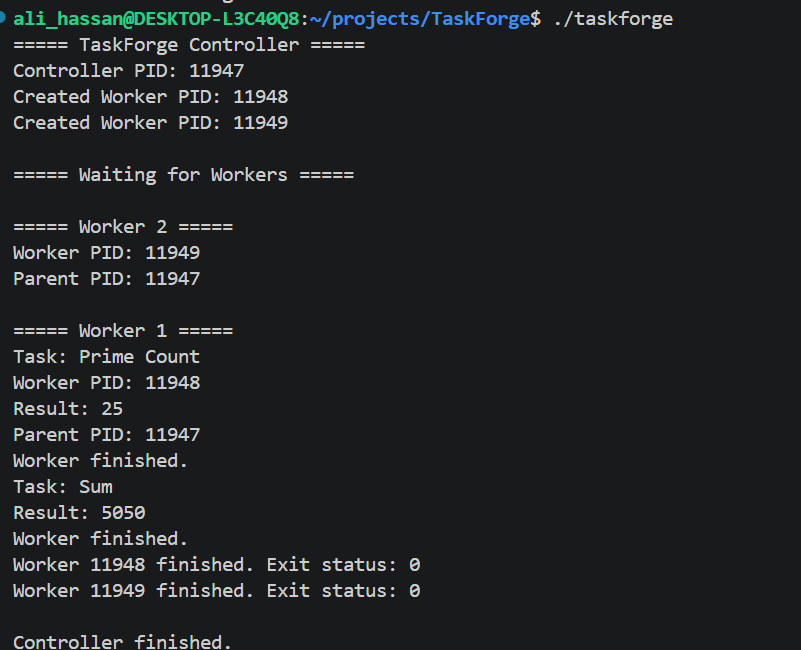 ali_hassan@DESKTOP-L3C40Q8:~/projects/TaskForge$ ./taskforge
===== TaskForge Controller =====
Controller PID: 11947
Created Worker PID: 11948
Created Worker PID: 11949
===== Waiting for Workers =====
===== Worker 2 =====
Worker PID: 11949
Parent PID: 11947
===== Worker 1 =====
Task: Prime Count
Worker PID: 11948
Result: 25
Parent PID: 11947
Worker finished.
Task: Sum
Result: 5050
Worker finished.
Worker 11948 finished. Exit status: 0
Worker 11949 finished. Exit status: 0
Controller finished.